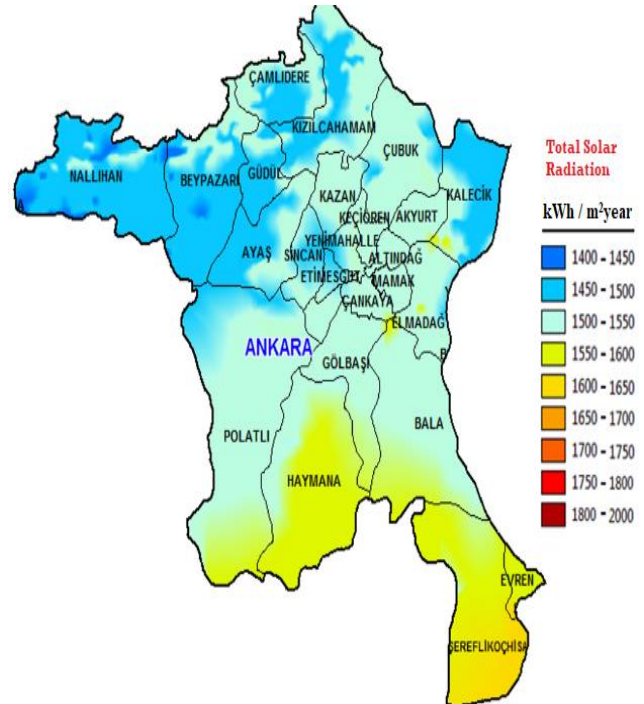 ÇAMLIDERE
KIZILCAHAMAM
ÇUBUK
NALLIHAN
BEYPAZARI
GÜDÜL
KALECİK
KAZAN
KEÇİÖREN
AKYURT
AYAŞ
SİNCAN
YENİMAHALLE
ALTINDAĞ
ETİMESGUT
MAMAK
ÇANKAYA
ELMADAĞ
ANKARA
GÖLBAŞI
B
POLATLI
BALA
HAYMANA
EVREN
ŞEREFLİKOÇHİSA
Total Solar
Radiation
kWh / m²year
1400 - 1450
1450 - 1500
1500 - 1550
1550 - 1600
1600 - 1650
1650 - 1700
1700 - 1750
1750 - 1800
1800 - 2000